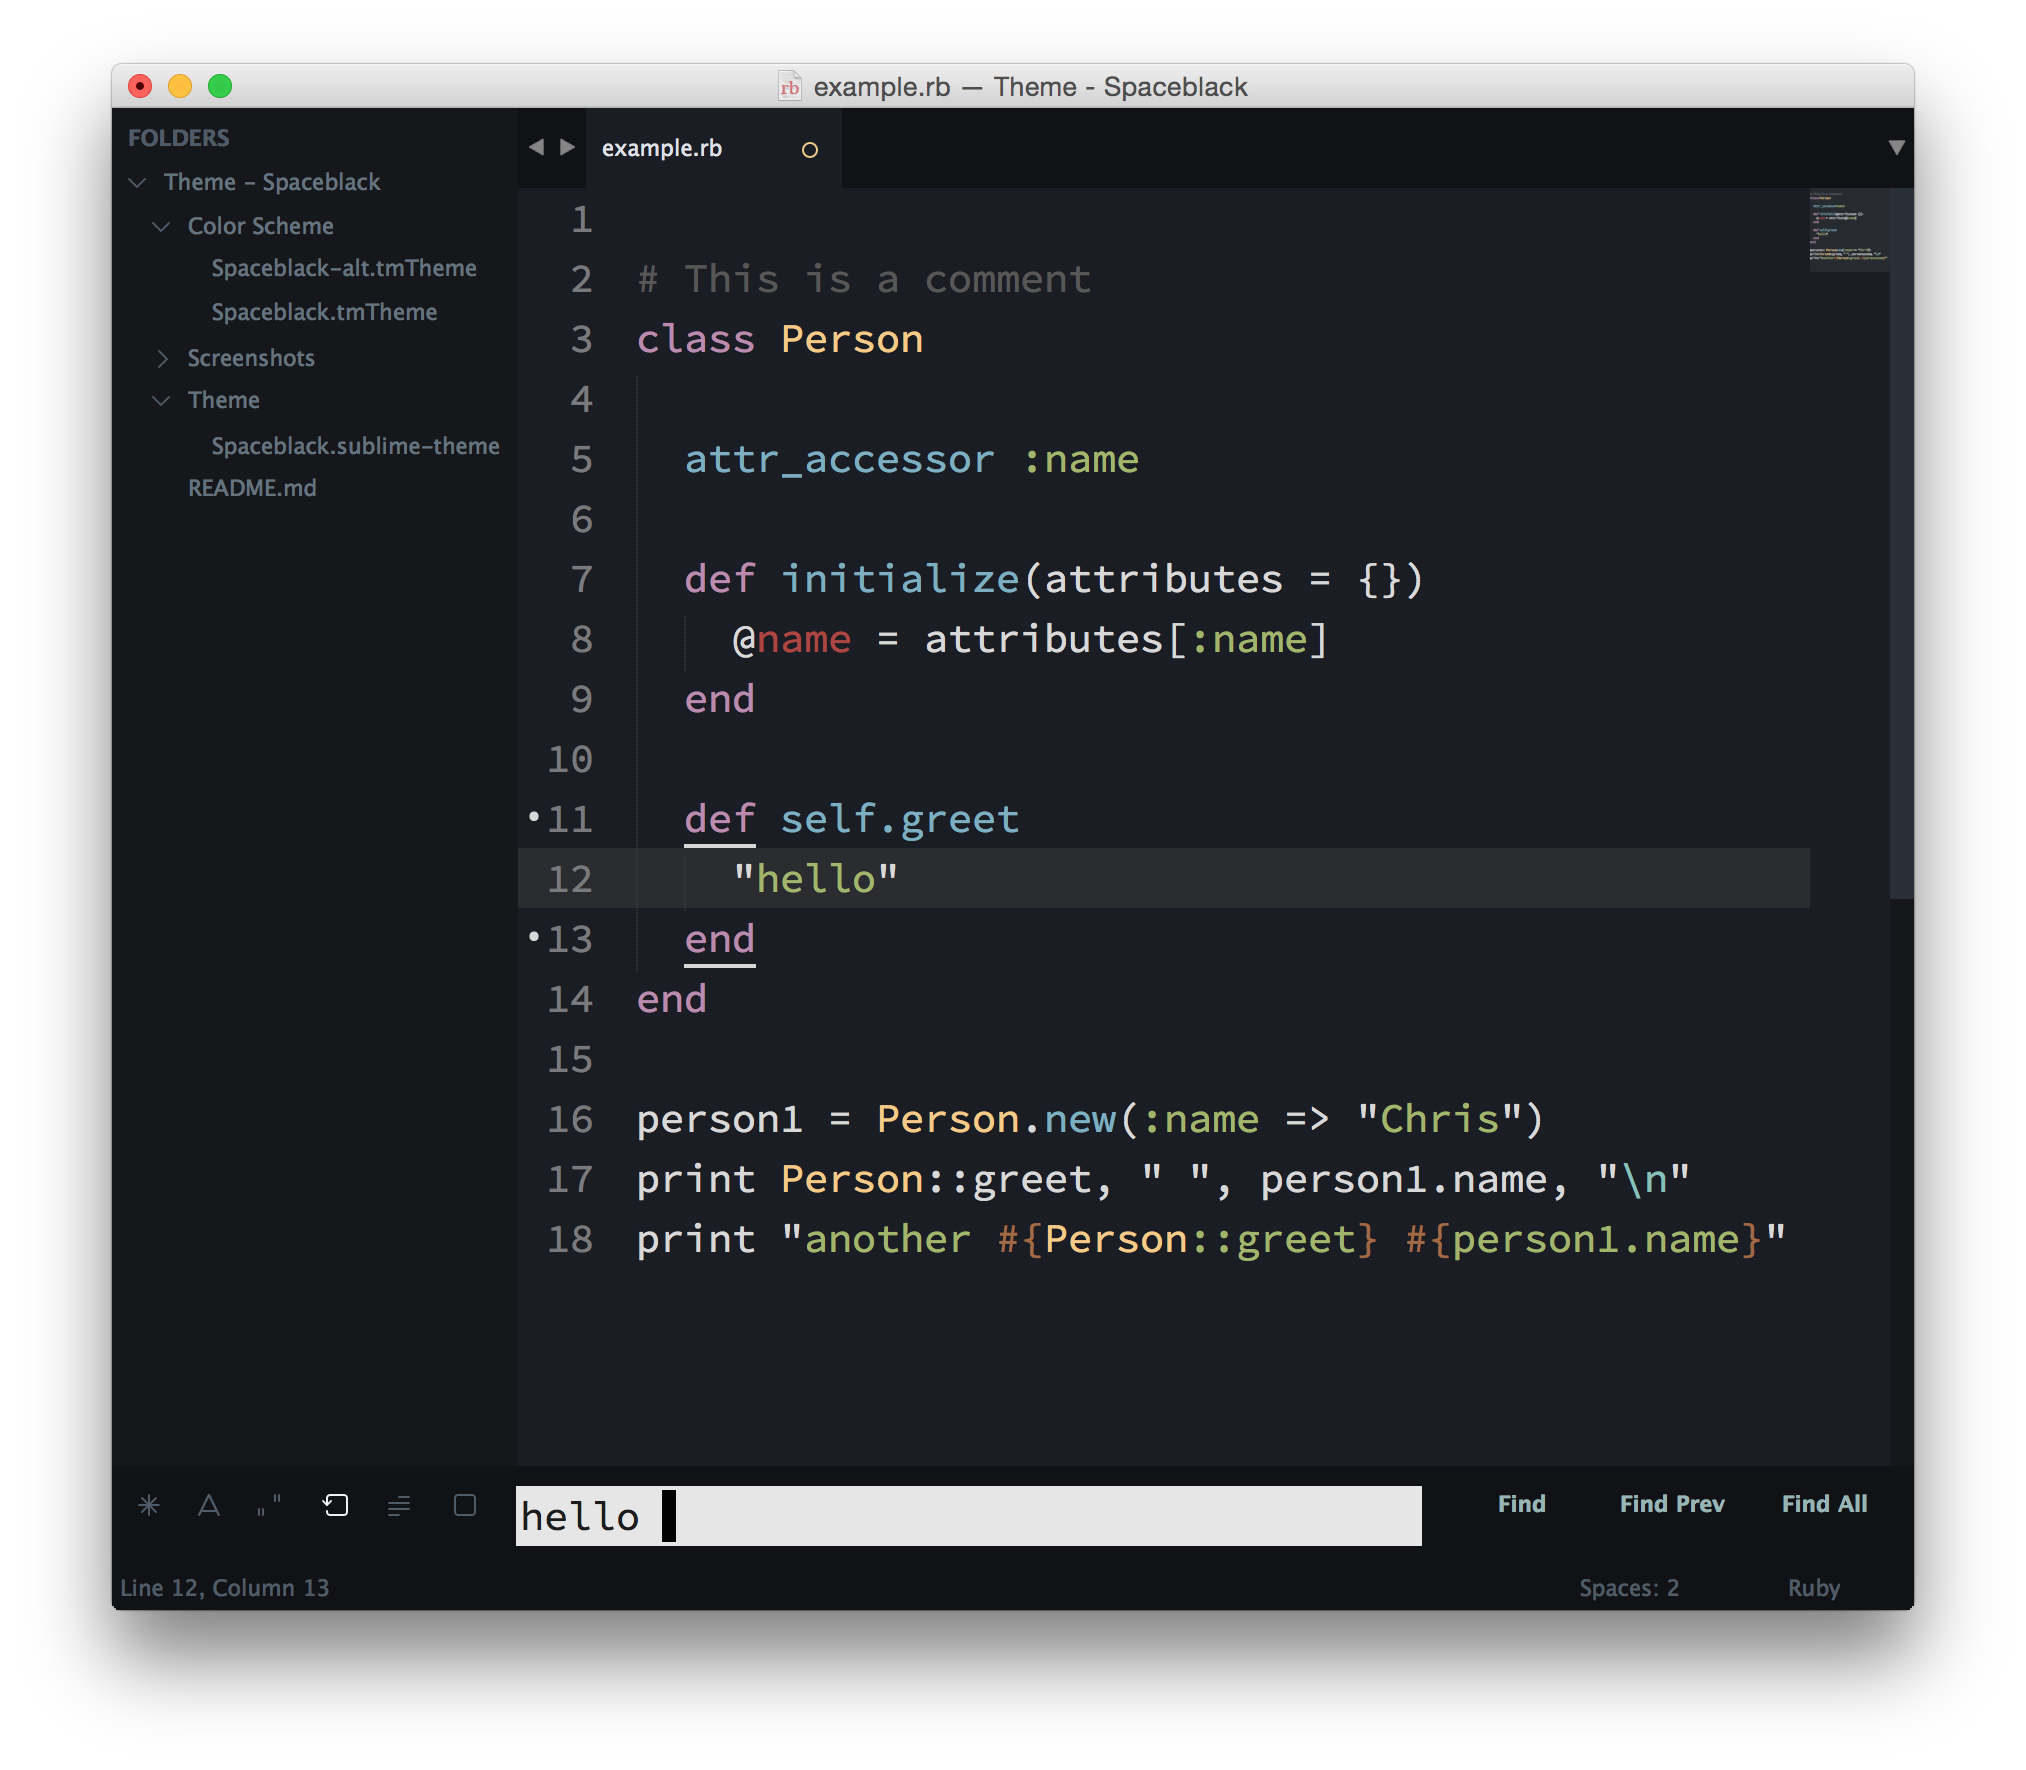 example.rb — Theme - Spaceblack
FOLDERS
Theme – Spaceblack
Color Scheme
Spaceblack-alt.tmTheme
Spaceblack.tmTheme
Screenshots
Theme
Spaceblack.sublime-theme
README.md
example.rb
1
2 # This is a comment
3 class Person
4
5   attr_accessor :name
6
7   def initialize(attributes = {})
8     @name = attributes[:name]
9   end
10
11   def self.greet
12     "hello"
13   end
14 end
15
16 person1 = Person.new(:name => "Chris")
17 print Person::greet, " ", person1.name, "\n"
18 print "another #{Person::greet} #{person1.name}"
hello
Find Find Prev Find All
Line 12, Column 13 Spaces: 2 Ruby